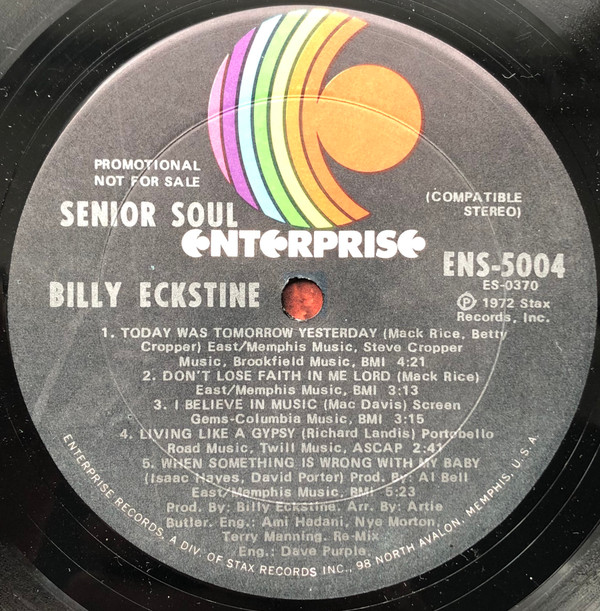 PROMOTIONAL
NOT FOR SALE
(COMPATIBLE
STEREO)
SENIOR SOUL
ENTERPRISE
ENS-5004
ES-0370
BILLY ECKSTINE
Ⓟ 1972 Stax
Records, Inc.
1. TODAY WAS TOMORROW YESTERDAY (Mack Rice, Betty
Cropper) East/Memphis Music, Steve Cropper
Music, Brookfield Music, BMI 4:21
2. DON'T LOSE FAITH IN ME LORD (Mack Rice)
East/Memphis Music, BMI 3:13
3. I BELIEVE IN MUSIC (Mac Davis) Screen
Gems-Columbia Music, BMI 3:15
4. LIVING LIKE A GYPSY (Richard Landis) Portobello
Road Music, Twill Music, ASCAP 2:41
5. WHEN SOMETHING IS WRONG WITH MY BABY
(Isaac Hayes, David Porter) Prod. By: Al Bell
East/Memphis Music, BMI 5:23
Prod. By: Billy Eckstine. Arr. By: Artie
Butler. Eng.: Ami Hadani, Nye Morton,
Terry Manning. Re-Mix
Eng.: Dave Purple.
ENTERPRISE RECORDS, A DIV. OF STAX RECORDS INC., 98 NORTH AVALON, MEMPHIS, U.S.A.